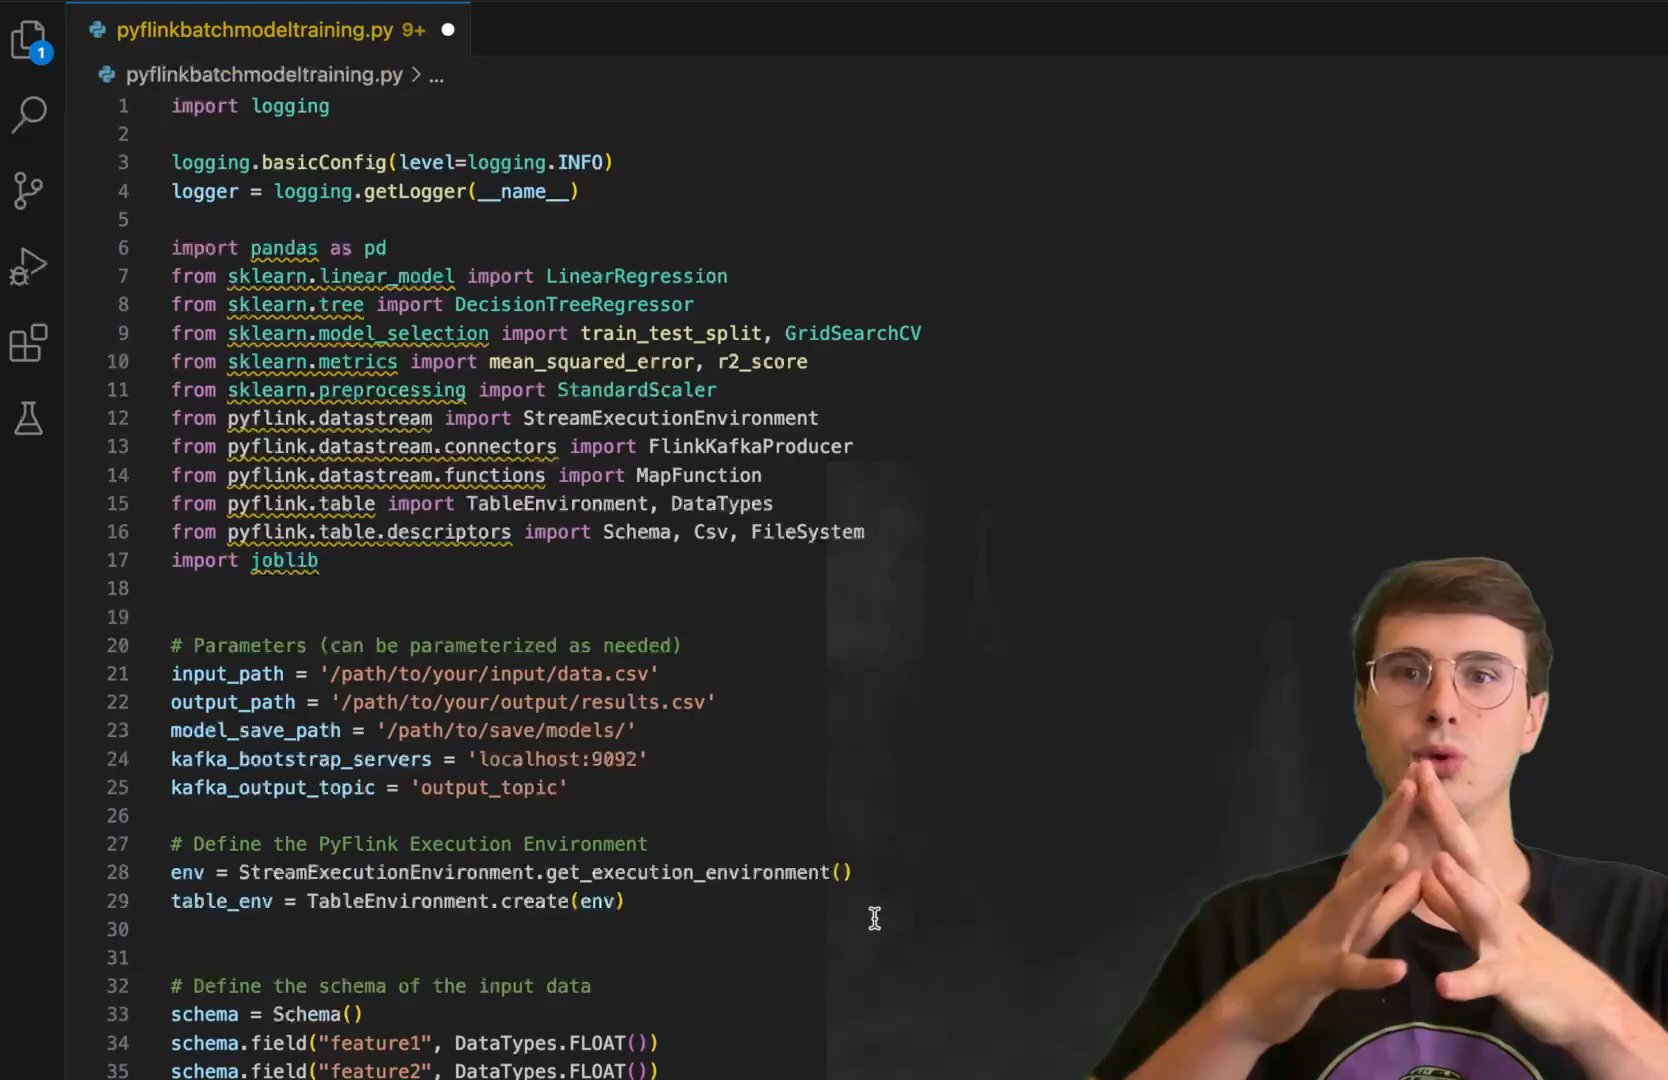 pyflinkbatchmodeltraining.py 9+
1
pyflinkbatchmodeltraining.py > ...
1 import logging
2
3 logging.basicConfig(level=logging.INFO)
4 logger = logging.getLogger(__name__)
5
6 import pandas as pd
7 from sklearn.linear_model import LinearRegression
8 from sklearn.tree import DecisionTreeRegressor
9 from sklearn.model_selection import train_test_split, GridSearchCV
10 from sklearn.metrics import mean_squared_error, r2_score
11 from sklearn.preprocessing import StandardScaler
12 from pyflink.datastream import StreamExecutionEnvironment
13 from pyflink.datastream.connectors import FlinkKafkaProducer
14 from pyflink.datastream.functions import MapFunction
15 from pyflink.table import TableEnvironment, DataTypes
16 from pyflink.table.descriptors import Schema, Csv, FileSystem
17 import joblib
18
19
20 # Parameters (can be parameterized as needed)
21 input_path = '/path/to/your/input/data.csv'
22 output_path = '/path/to/your/output/results.csv'
23 model_save_path = '/path/to/save/models/'
24 kafka_bootstrap_servers = 'localhost:9092'
25 kafka_output_topic = 'output_topic'
26
27 # Define the PyFlink Execution Environment
28 env = StreamExecutionEnvironment.get_execution_environment()
29 table_env = TableEnvironment.create(env)
30
31
32 # Define the schema of the input data
33 schema = Schema()
34 schema.field("feature1", DataTypes.FLOAT())
35 schema.field("feature2", DataTypes.FLOAT())